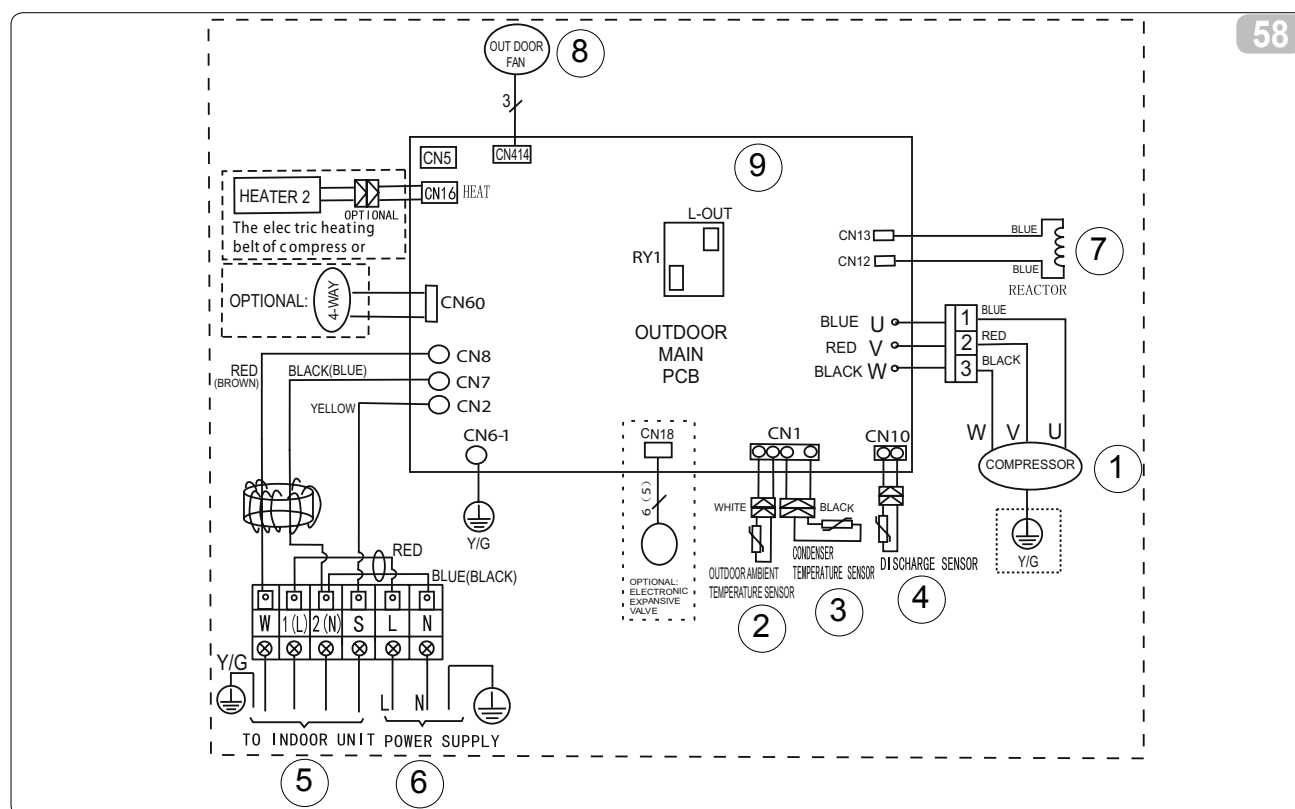 58
OUT DOOR
FAN
8
3
CN5
CN414
9
HEATER 2
CN16
HEAT
OPTIONAL
The elec tric heating
belt of c ompress or
L-OUT
RY1
CN13
BLUE
7
CN12
BLUE
REACTOR
OPTIONAL:
4-WAY
CN60
OUTDOOR
MAIN
PCB
BLUE U
1
BLUE
RED V
2
RED
BLACK W
3
BLACK
RED
(BROWN)
CN8
BLACK(BLUE)
CN7
YELLOW
CN2
CN6-1
Y/G
CN18
6 (5)
OPTIONAL:
ELECTRONIC
EXPANSIVE
VALVE
CN1
CN10
W
V
U
COMPRESSOR
1
Y/G
WHITE
BLACK
OUTDOOR AMBIENT
TEMPERATURE SENSOR
2
CONDENSER
TEMPERATURE SENSOR
3
DISCHARGE SENSOR
4
RED
BLUE(BLACK)
W
1(L)
2(N)
S
L
N
Y/G
L
N
TO INDOOR UNIT
POWER SUPPLY
5
6